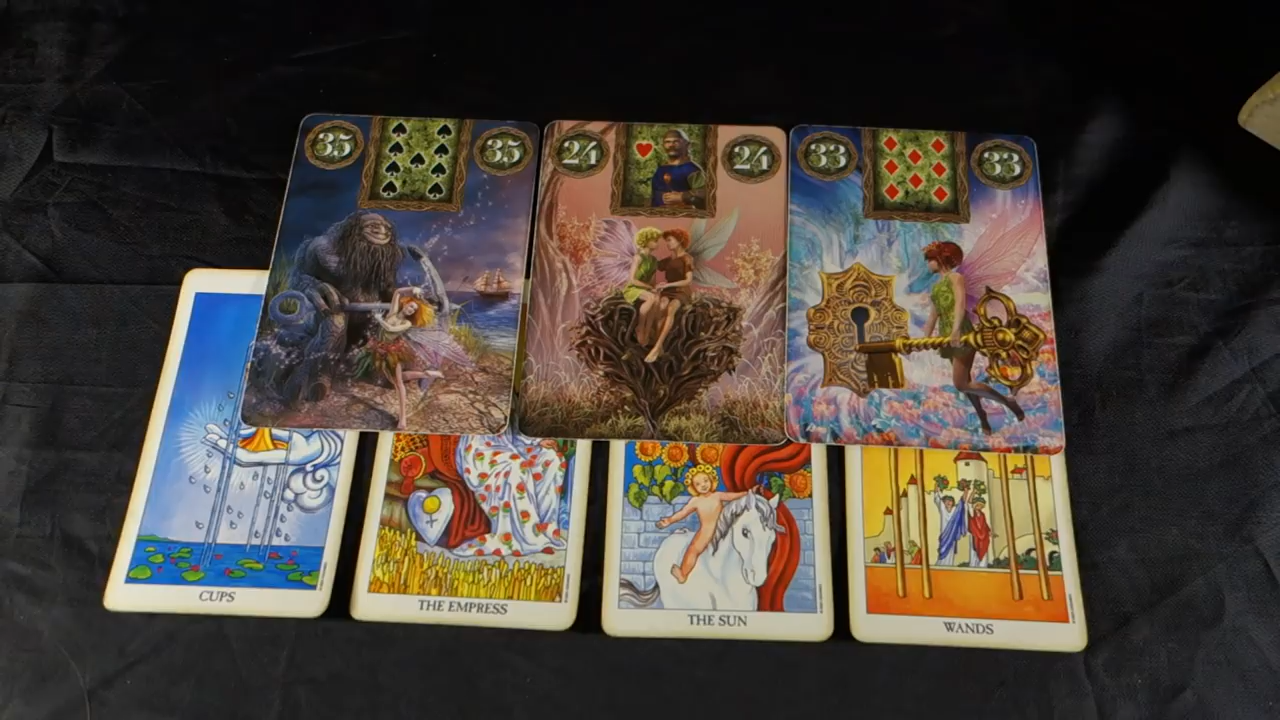 35 35
24 24
33 33
CUPS
THE EMPRESS
THE SUN
WANDS